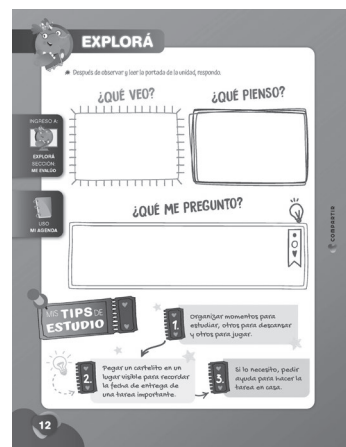 EXPLORÁ
Después de observar y leer la portada de la unidad, respondo.
¿QUÉ VEO?
¿QUÉ PIENSO?
INGRESO A:
EXPLORÁ
SECCIÓN:
ME EVALÚO
USO
MI AGENDA
¿QUÉ ME PREGUNTO?
COMPARTIR
MIS TIPS DE
ESTUDIO
1.
Organizar momentos para
estudiar, otros para descansar
y otros para jugar.
2.
Pegar un cartelito en un
lugar visible para recordar
la fecha de entrega de
una tarea importante.
3.
Si lo necesito, pedir
ayuda para hacer la
tarea en casa.
12